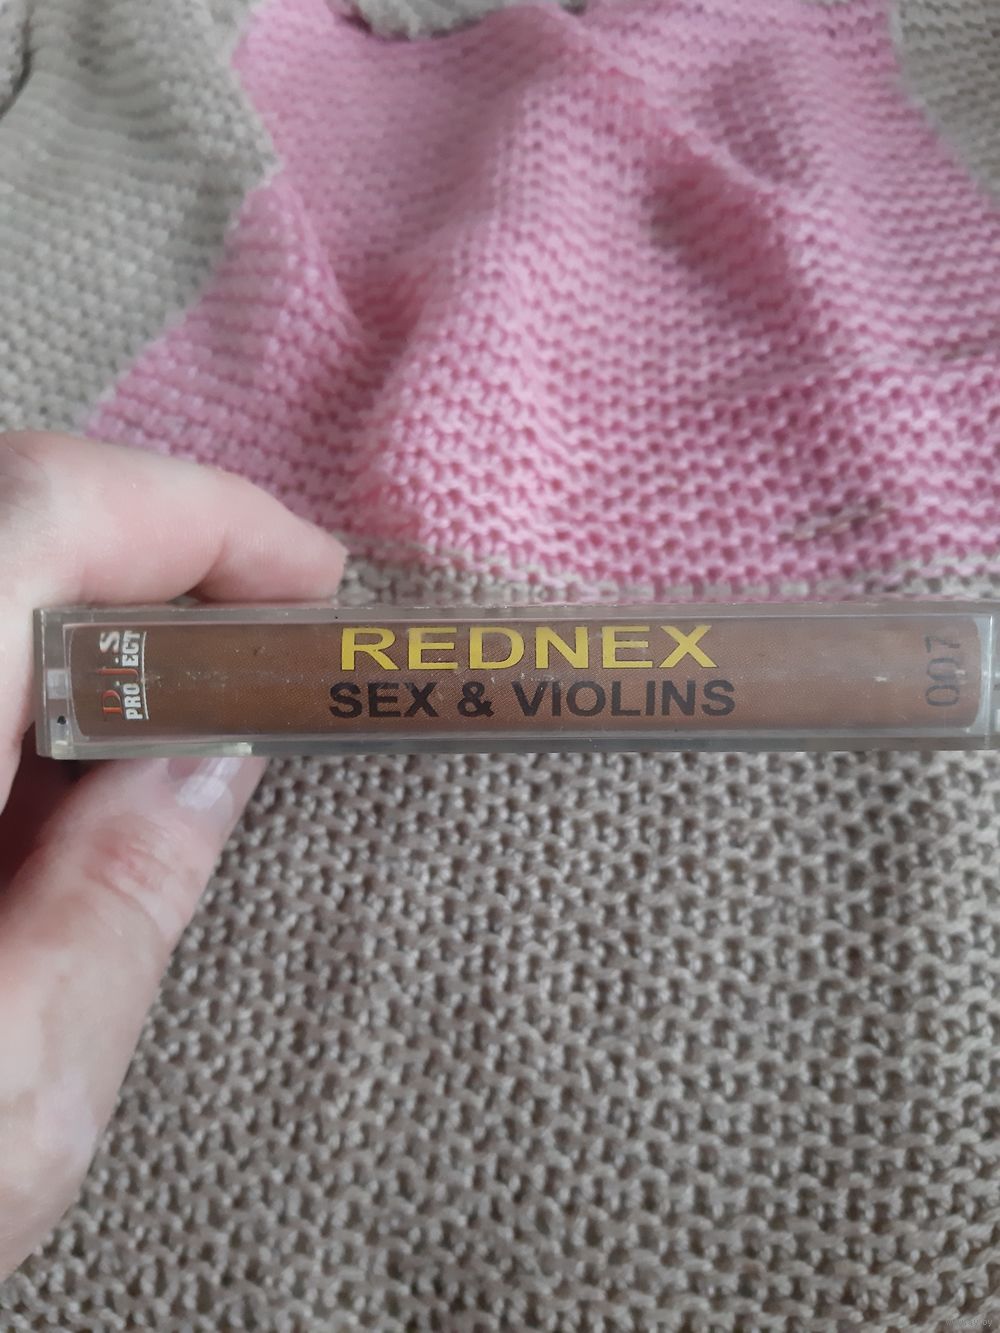 D.J.S
PROJECT
REDNEX
SEX & VIOLINS
007